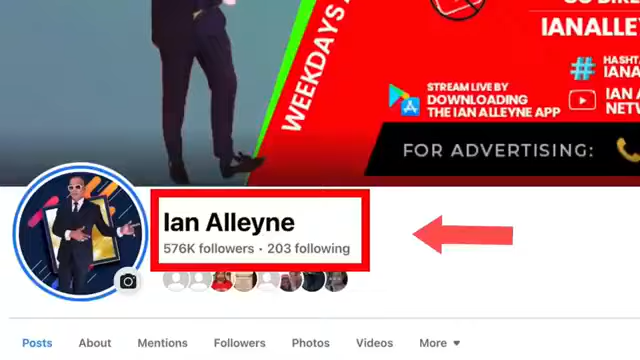 WEEKDAYS
IANALLE
#
HASHT
IANA
STREAM LIVE BY
DOWNLOADING
THE IAN ALLEYNE APP
IAN A
NETW
FOR ADVERTISING:
Ian Alleyne
576K followers · 203 following
Posts
About
Mentions
Followers
Photos
Videos
More